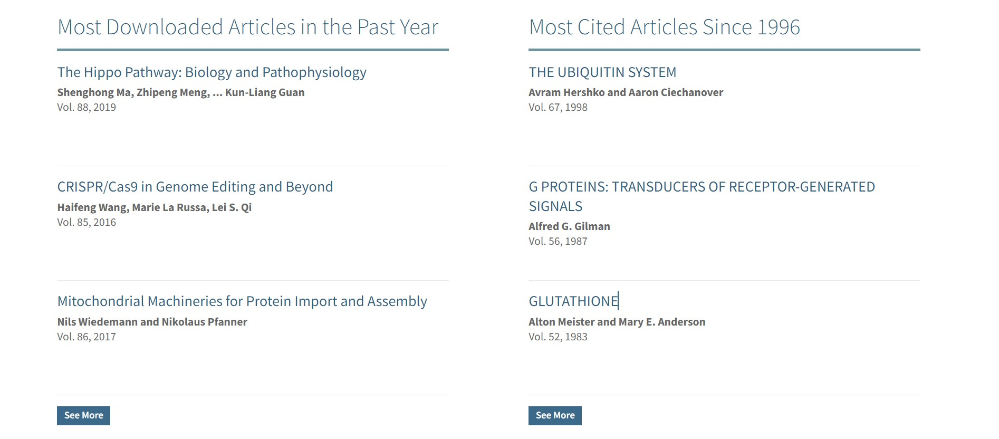 Most Downloaded Articles in the Past Year
The Hippo Pathway: Biology and Pathophysiology
Shenghong Ma, Zhipeng Meng, ... Kun-Liang Guan
Vol. 88, 2019
CRISPR/Cas9 in Genome Editing and Beyond
Haifeng Wang, Marie La Russa, Lei S. Qi
Vol. 85, 2016
Mitochondrial Machineries for Protein Import and Assembly
Nils Wiedemann and Nikolaus Pfanner
Vol. 86, 2017
See More
Most Cited Articles Since 1996
THE UBIQUITIN SYSTEM
Avram Hershko and Aaron Ciechanover
Vol. 67, 1998
G PROTEINS: TRANSDUCERS OF RECEPTOR-GENERATED
SIGNALS
Alfred G. Gilman
Vol. 56, 1987
GLUTATHIONE
Alton Meister and Mary E. Anderson
Vol. 52, 1983
See More